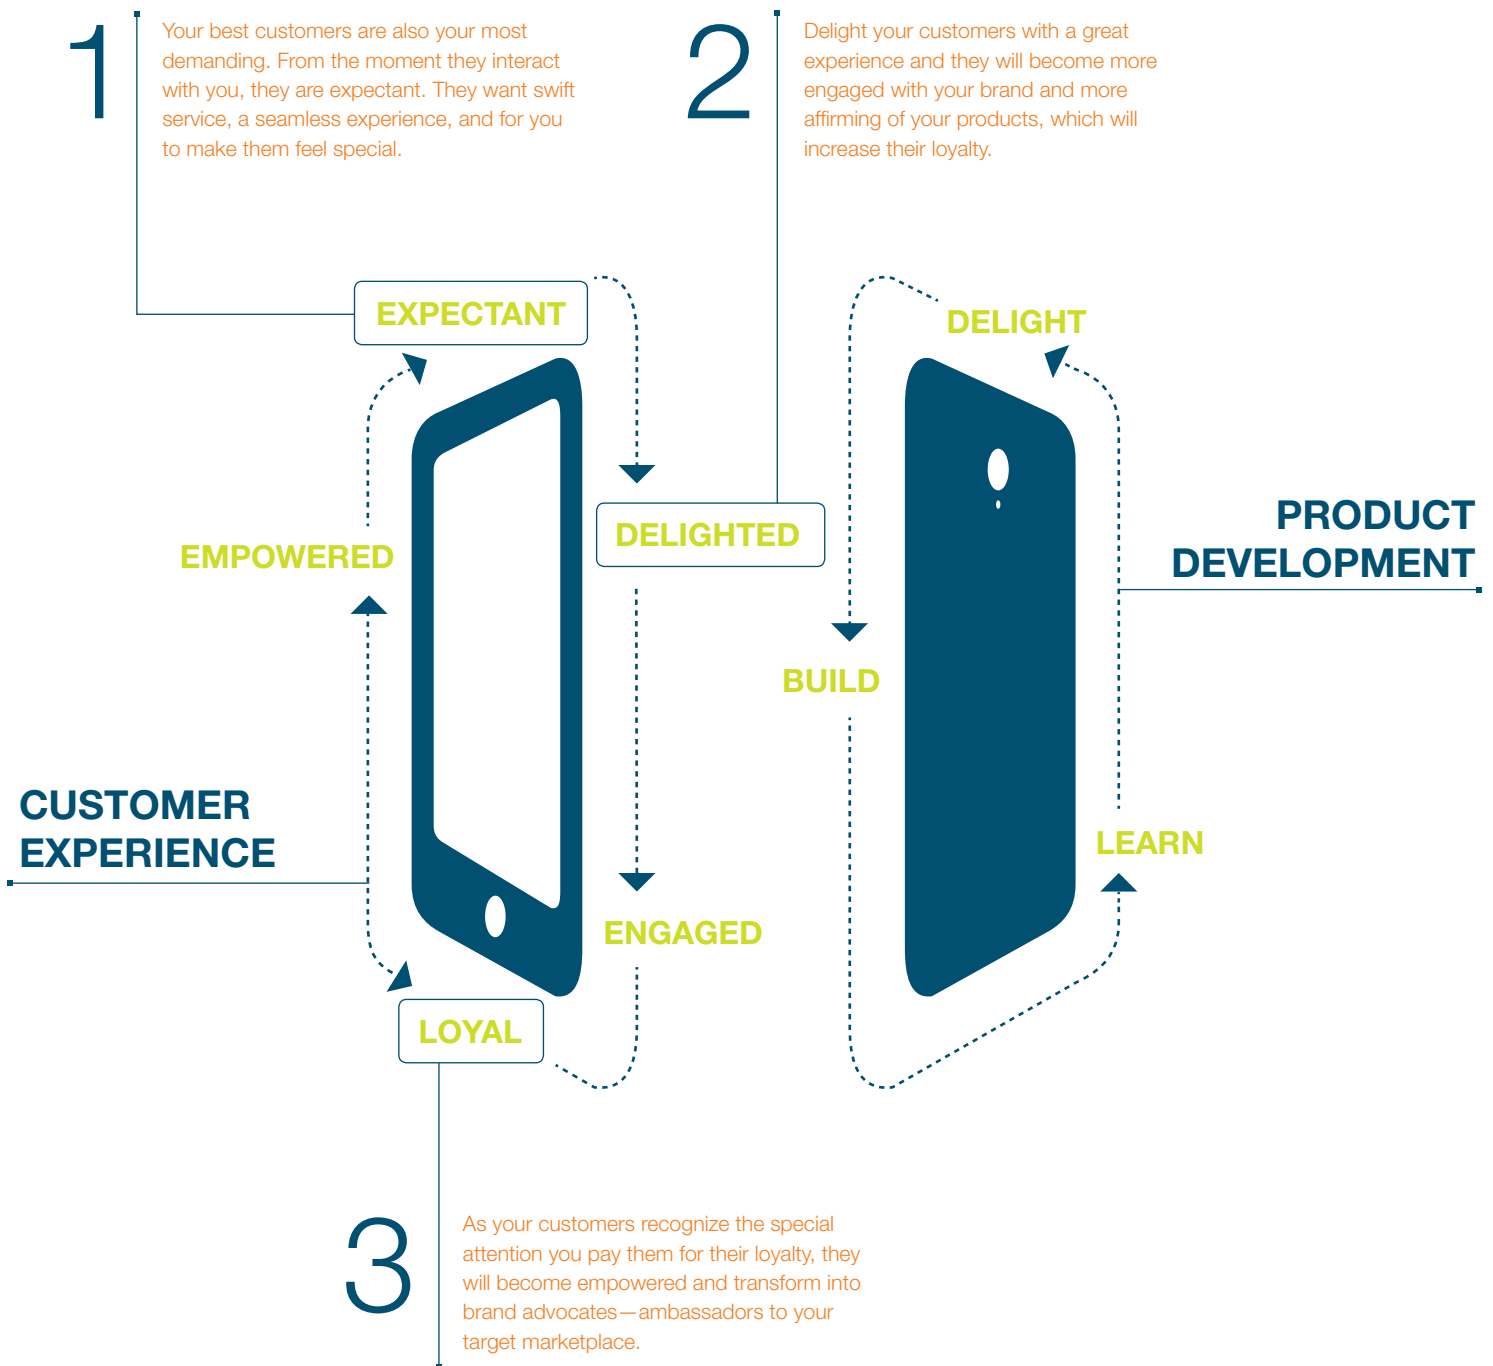 1
Your best customers are also your most
demanding. From the moment they interact
with you, they are expectant. They want swift
service, a seamless experience, and for you
to make them feel special.
2
Delight your customers with a great
experience and they will become more
engaged with your brand and more
affirming of your products, which will
increase their loyalty.
EXPECTANT
DELIGHT
DELIGHTED
EMPOWERED
PRODUCT
DEVELOPMENT
BUILD
CUSTOMER
EXPERIENCE
LEARN
ENGAGED
LOYAL
3
As your customers recognize the special
attention you pay them for their loyalty, they
will become empowered and transform into
brand advocates—ambassadors to your
target marketplace.